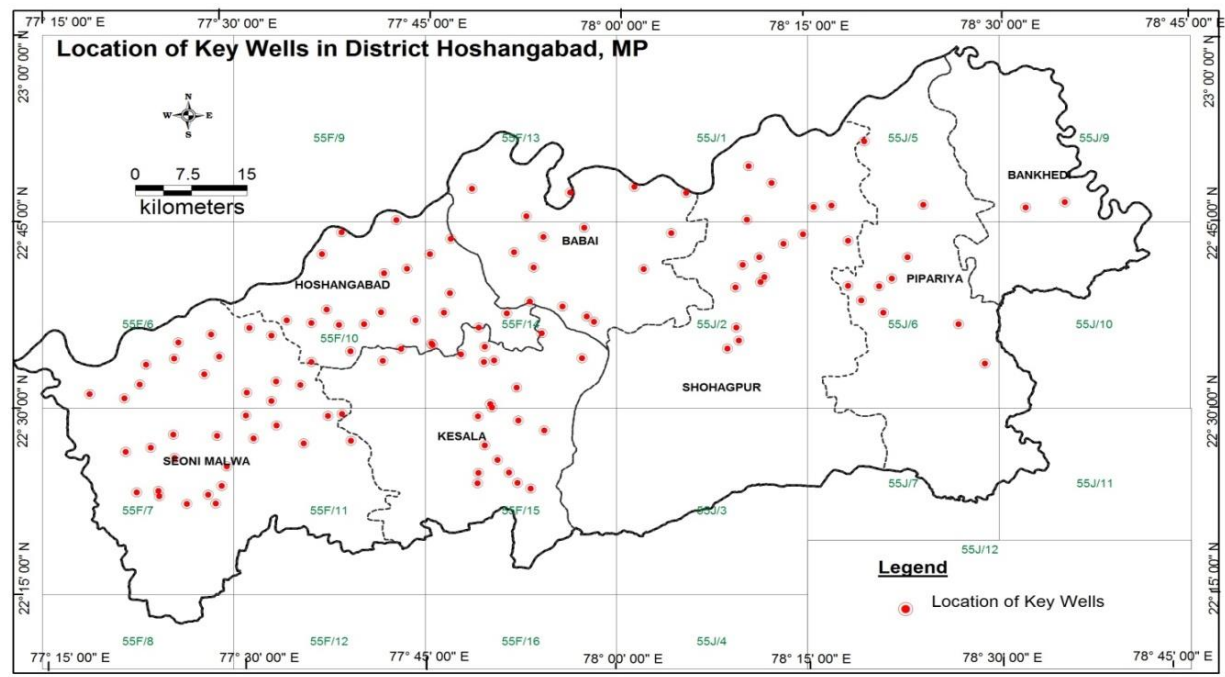 77° 15' 00" E 77° 30' 00" E 77° 45' 00" E 78° 00' 00" E 78° 15' 00" E 78° 30' 00" E 78° 45' 00" E
Location of Key Wells in District Hoshangabad, MP
23° 00' 00" N
23° 00' 00" N
N
W E
S
55F/9 55F/13 55J/1 55J/5 55J/9
0 7.5 15
kilometers
BANKHEDI
22° 45' 00" N
22° 45' 00" N
BABAI
HOSHANGABAD
PIPARIYA
55F/6 55F/10 55F/14 55J/2 55J/6 55J/10
SHOHAGPUR
22° 30' 00" N
22° 30' 00" N
KESALA
SEONI MALWA
55F/7 55F/11 55F/15 55J/3 55J/7 55J/11
55J/12
Legend
Location of Key Wells
22° 15' 00" N
22° 15' 00" N
55F/8 55F/12 55F/16 55J/4
77° 15' 00" E 77° 30' 00" E 77° 45' 00" E 78° 00' 00" E 78° 15' 00" E 78° 30' 00" E 78° 45' 00" E